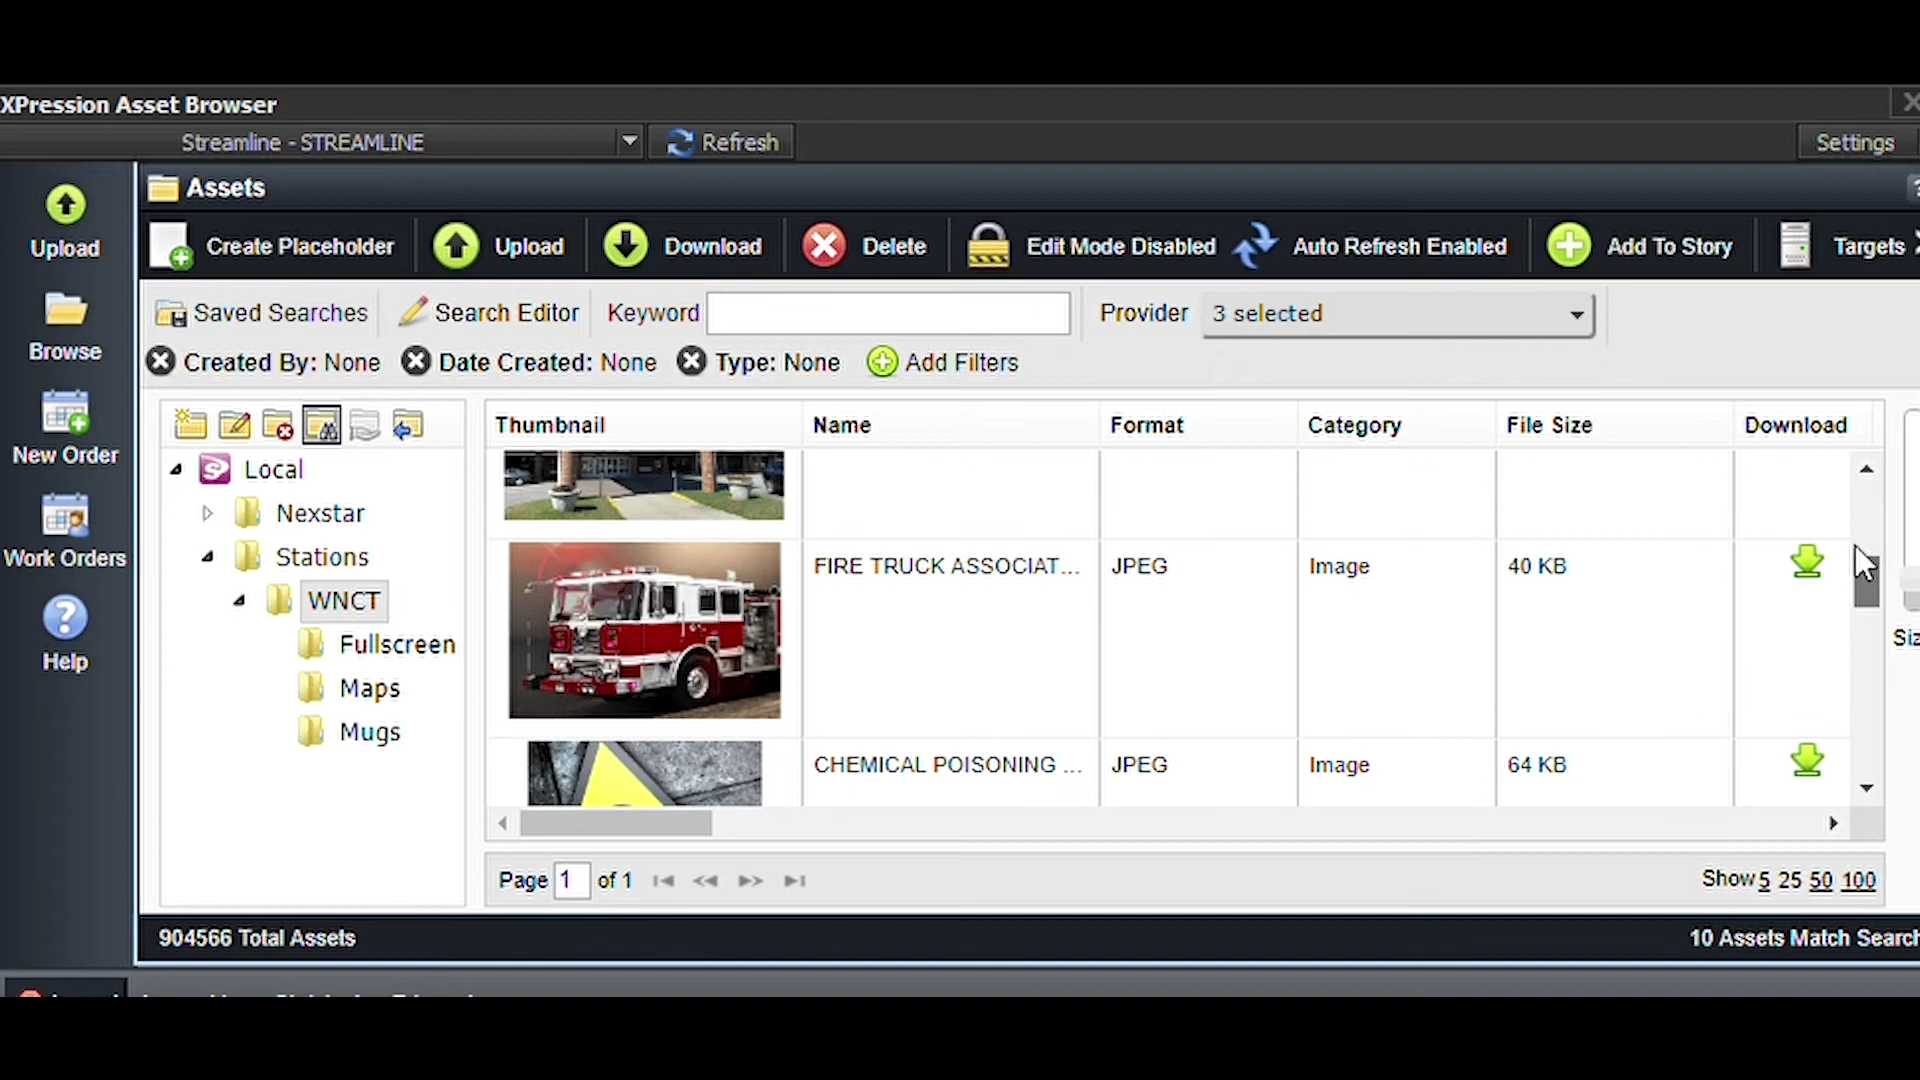 XPression Asset Browser
Streamline - STREAMLINE
Refresh
Settings
Assets
Upload
Browse
New Order
Work Orders
Help
Create Placeholder
Upload
Download
Delete
Edit Mode Disabled
Auto Refresh Enabled
Add To Story
Targets
Saved Searches
Search Editor
Keyword
Provider
3 selected
Created By: None
Date Created: None
Type: None
Add Filters
Local
Nexstar
Stations
WNCT
Fullscreen
Maps
Mugs
Thumbnail Name Format Category File Size Download
FIRE TRUCK ASSOCIAT... JPEG Image 40 KB
CHEMICAL POISONING ... JPEG Image 64 KB
Siz
Page 1 of 1
Show 5 25 50 100
904566 Total Assets
10 Assets Match Search